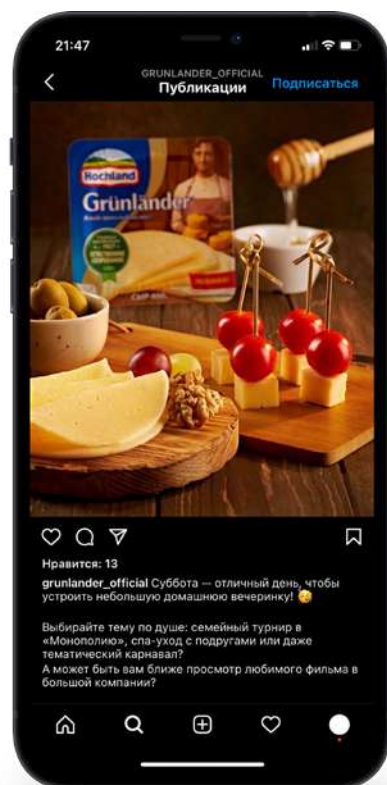 21:47
GRUNLANDER_OFFICIAL
Публикации
Подписаться
Hochland
Grünländer
Нравится: 13
grunlander_official Суббота — отличный день, чтобы
устроить небольшую домашнюю вечеринку! 🥳
Выбирайте тему по душе: семейный турнир в
«Монополию», спа-уход с подругами или даже
тематический карнавал?
А может быть вам ближе просмотр любимого фильма в
большой компании?